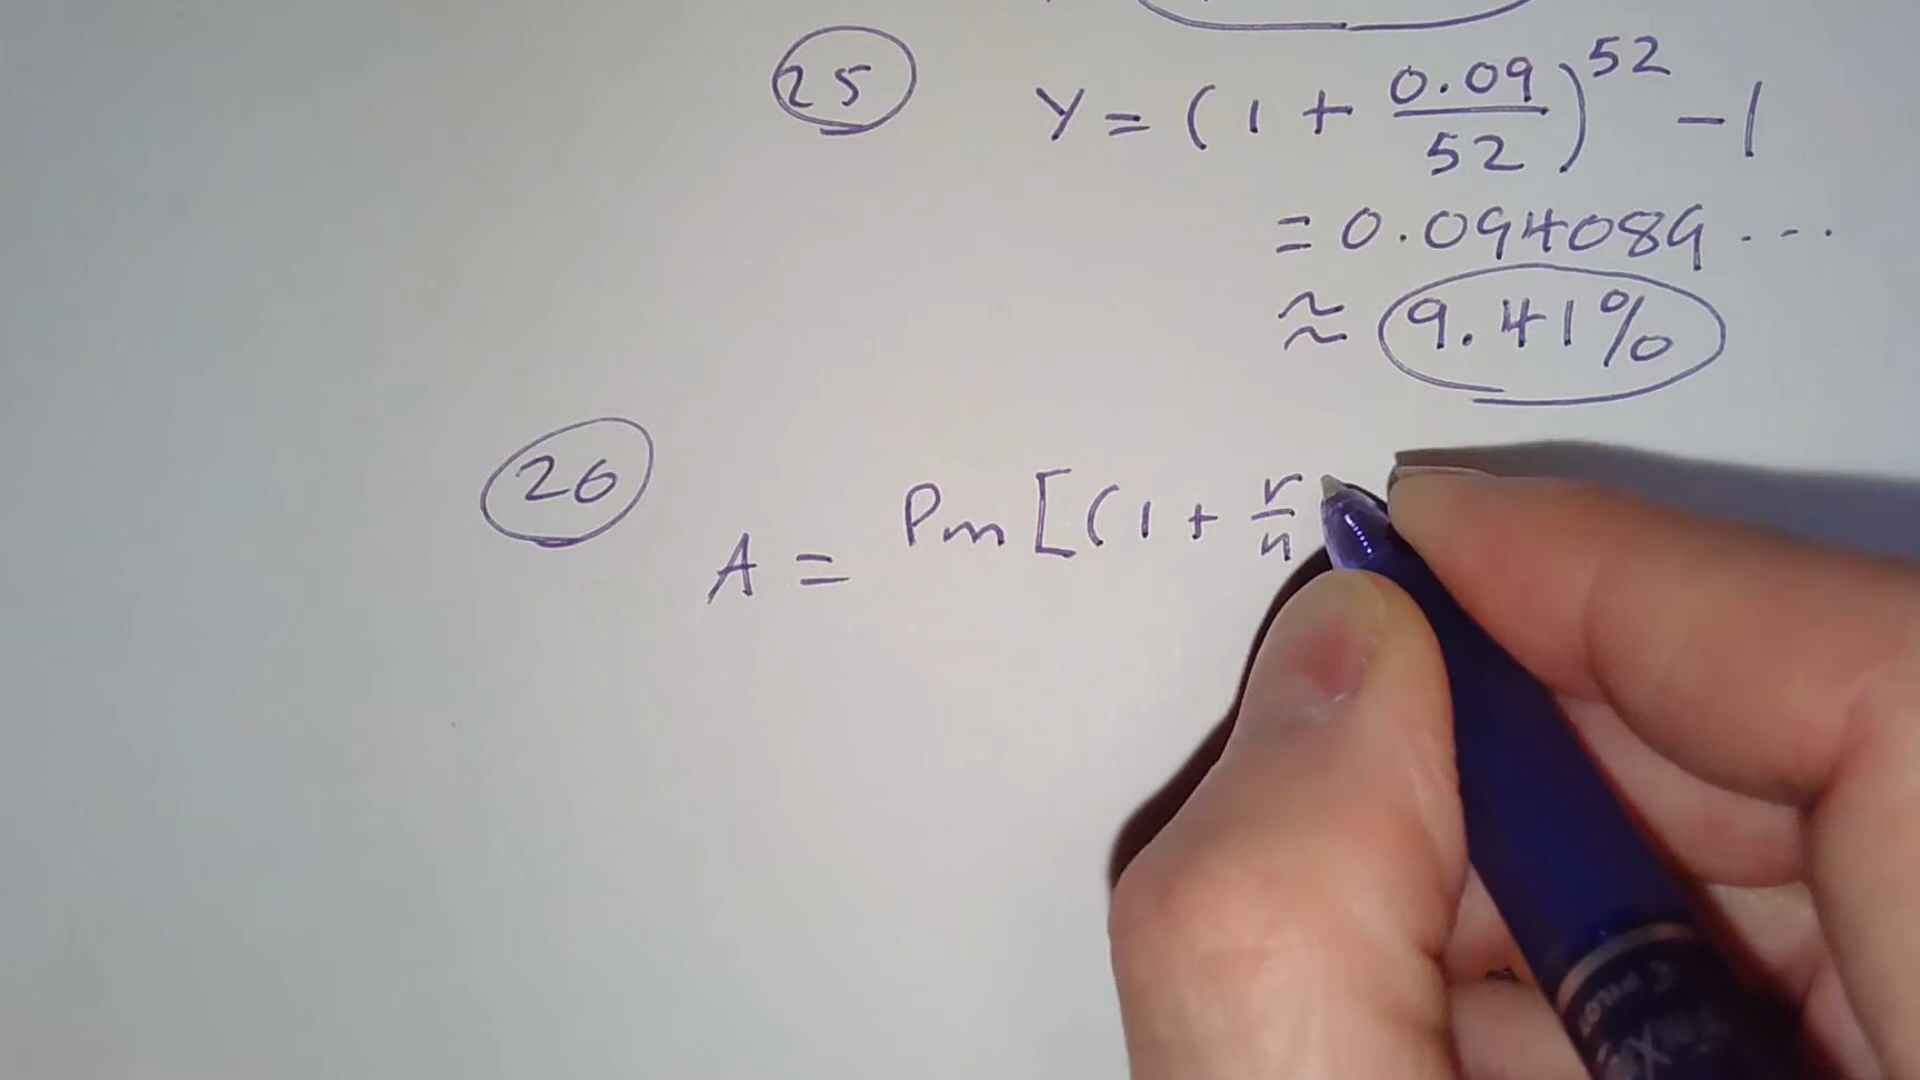 25 Y = (1 + 0.09/52)^52 - 1
= 0.094089...
≈ 9.41%
26 A = Pm [(1 + r/n